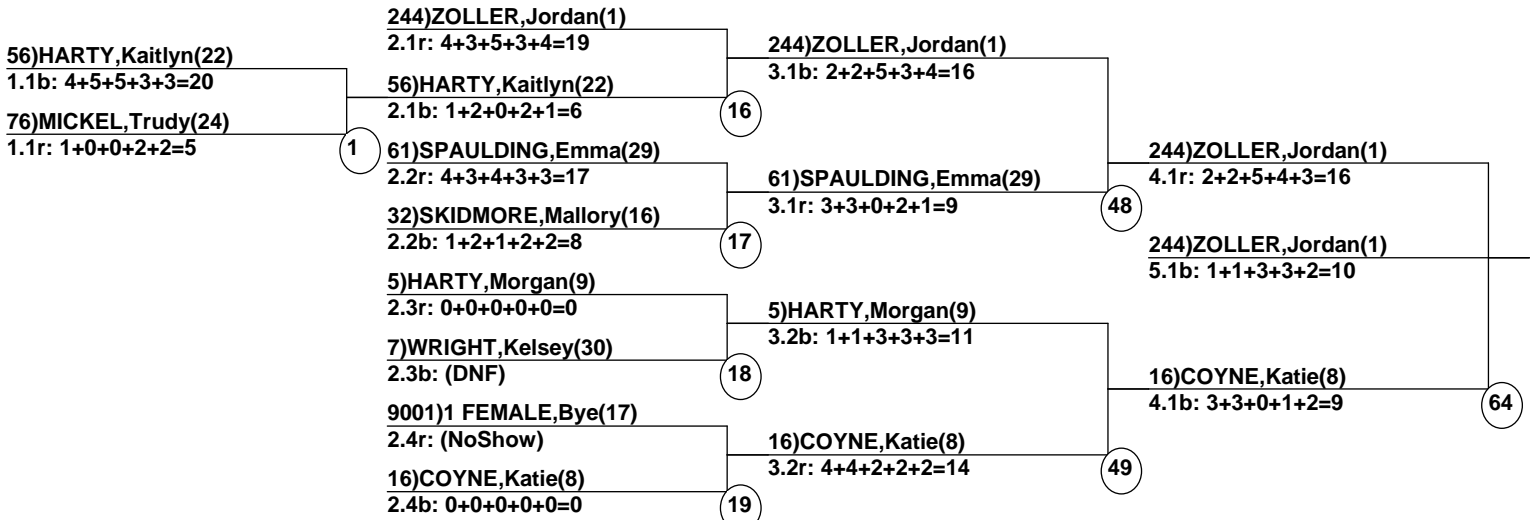 56)HARTY,Kaitlyn(22)
1.1b: 4+5+5+3+3=20
76)MICKEL,Trudy(24)
1.1r: 1+0+0+2+2=5
1
244)ZOLLER,Jordan(1)
2.1r: 4+3+5+3+4=19
56)HARTY,Kaitlyn(22)
2.1b: 1+2+0+2+1=6
16
61)SPAULDING,Emma(29)
2.2r: 4+3+4+3+3=17
32)SKIDMORE,Mallory(16)
2.2b: 1+2+1+2+2=8
17
5)HARTY,Morgan(9)
2.3r: 0+0+0+0+0=0
7)WRIGHT,Kelsey(30)
2.3b: (DNF)
18
9001)1 FEMALE,Bye(17)
2.4r: (NoShow)
16)COYNE,Katie(8)
2.4b: 0+0+0+0+0=0
19
244)ZOLLER,Jordan(1)
3.1b: 2+2+5+3+4=16
61)SPAULDING,Emma(29)
3.1r: 3+3+0+2+1=9
48
5)HARTY,Morgan(9)
3.2b: 1+1+3+3+3=11
16)COYNE,Katie(8)
3.2r: 4+4+2+2+2=14
49
244)ZOLLER,Jordan(1)
4.1r: 2+2+5+4+3=16
244)ZOLLER,Jordan(1)
5.1b: 1+1+3+3+2=10
16)COYNE,Katie(8)
4.1b: 3+3+0+1+2=9
64